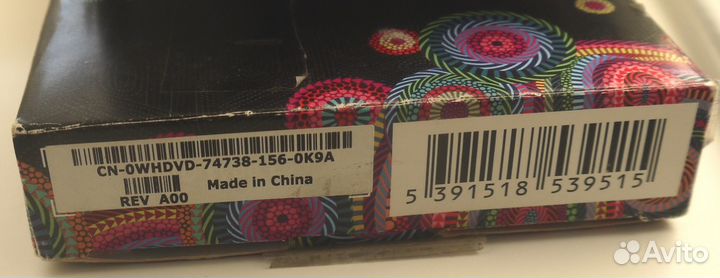 CN-0WHDVD-74738-156-0K9A
REV A00 Made in China
5 391518 539515
Avito